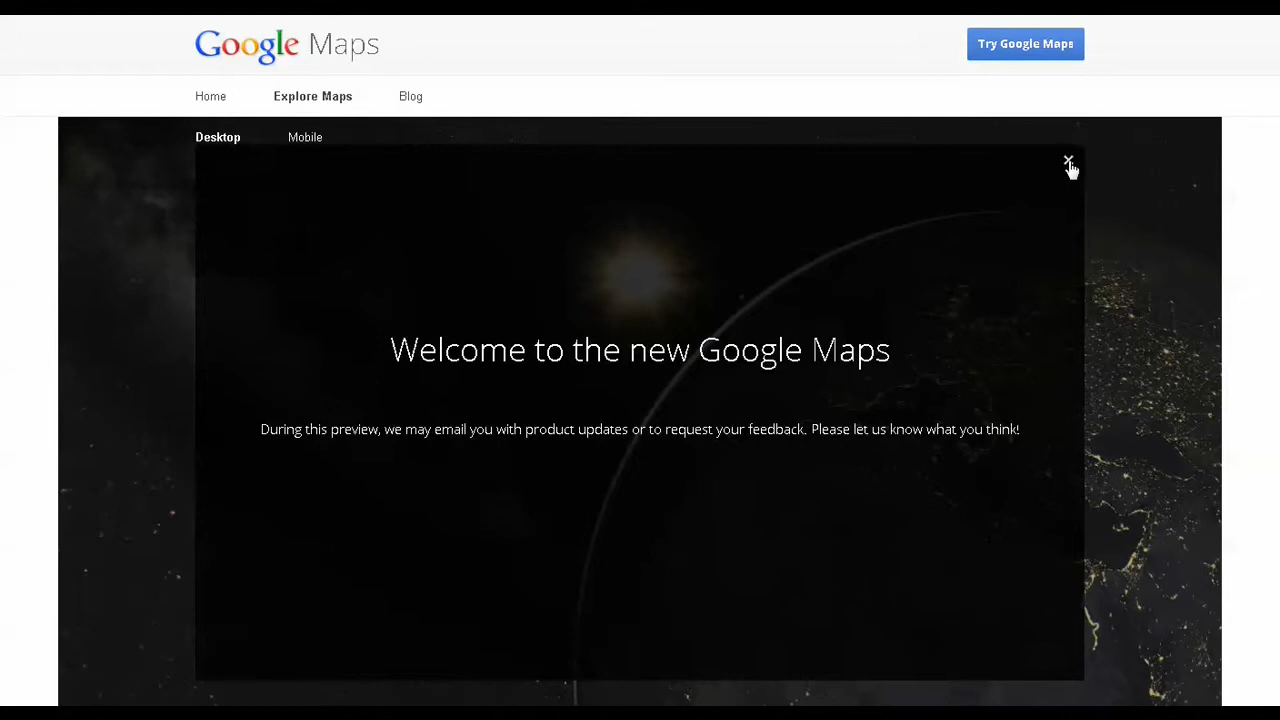 Google Maps
Try Google Maps
Home Explore Maps Blog
Desktop Mobile
Welcome to the new Google Maps
During this preview, we may email you with product updates or to request your feedback. Please let us know what you think!